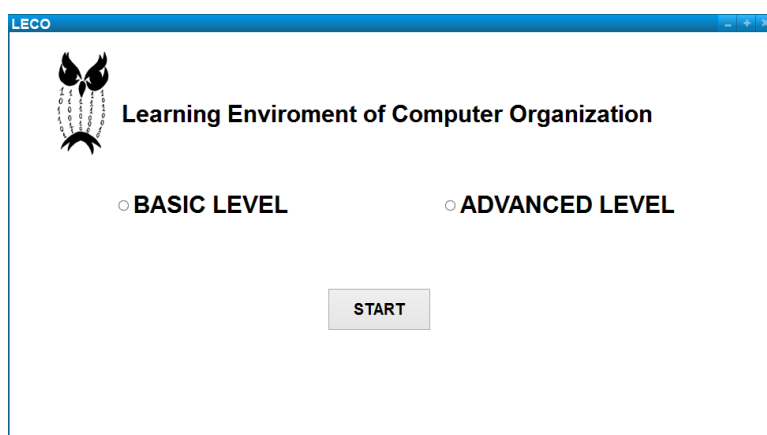 LECO
Learning Enviroment of Computer Organization
BASIC LEVEL
ADVANCED LEVEL
START